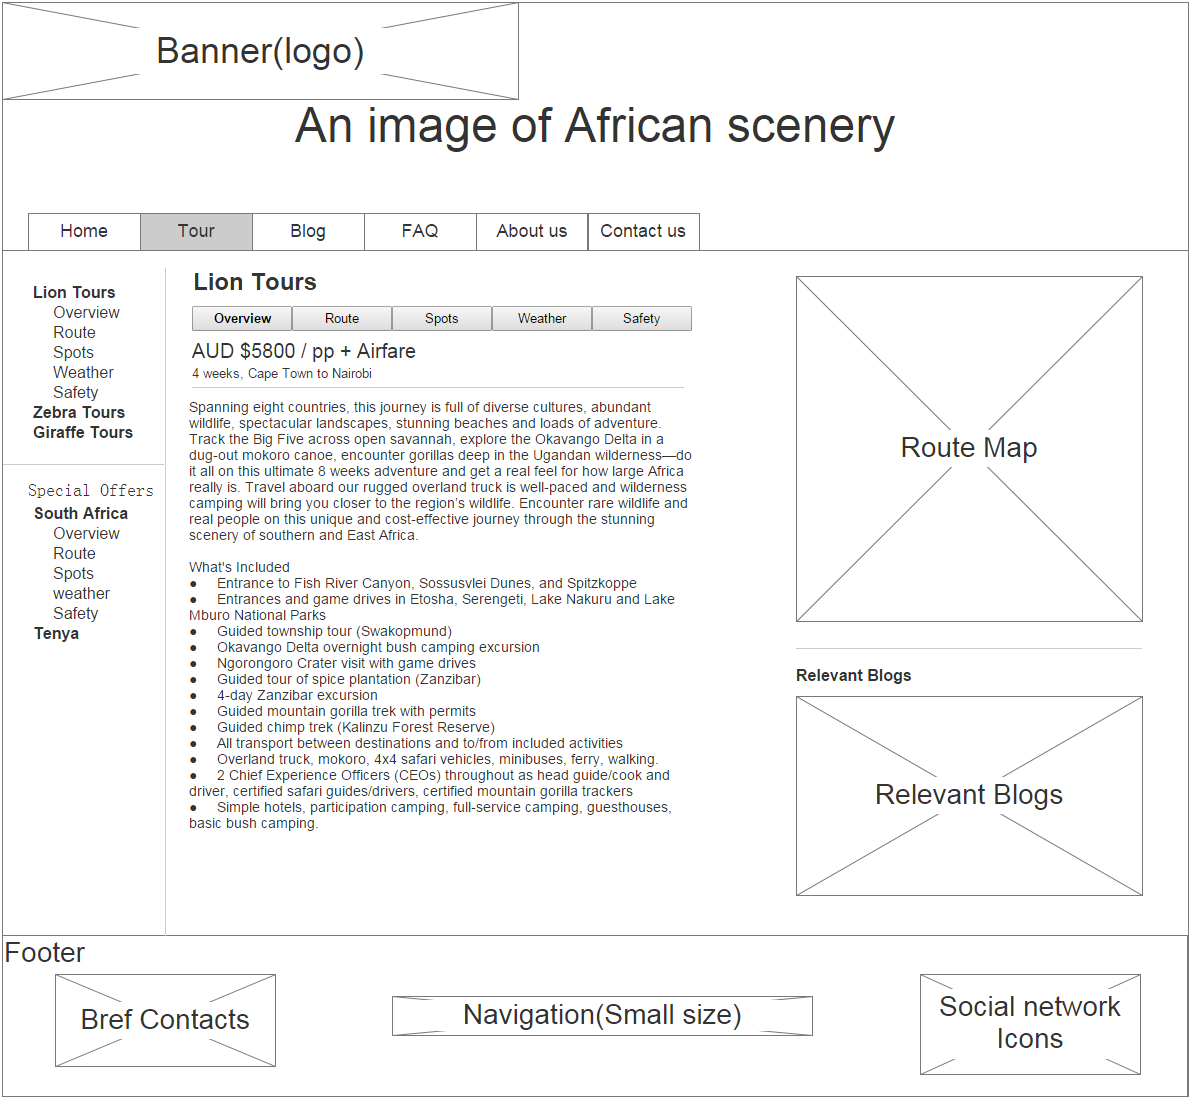 Banner(logo)
An image of African scenery
Home
Tour
Blog
FAQ
About us
Contact us
Lion Tours
Overview
Route
Spots
Weather
Safety
Zebra Tours
Giraffe Tours
Special Offers
South Africa
Overview
Route
Spots
weather
Safety
Tenya
Lion Tours
Overview
Route
Spots
Weather
Safety
AUD $5800 / pp + Airfare
4 weeks, Cape Town to Nairobi
Spanning eight countries, this journey is full of diverse cultures, abundant
wildlife, spectacular landscapes, stunning beaches and loads of adventure.
Track the Big Five across open savannah, explore the Okavango Delta in a
dug-out mokoro canoe, encounter gorillas deep in the Ugandan wilderness—do
it all on this ultimate 8 weeks adventure and get a real feel for how large Africa
really is. Travel aboard our rugged overland truck is well-paced and wilderness
camping will bring you closer to the region's wildlife. Encounter rare wildlife and
real people on this unique and cost-effective journey through the stunning
scenery of southern and East Africa.
What's Included
● Entrance to Fish River Canyon, Sossusvlei Dunes, and Spitzkoppe
● Entrances and game drives in Etosha, Serengeti, Lake Nakuru and Lake
Mburo National Parks
● Guided township tour (Swakopmund)
● Okavango Delta overnight bush camping excursion
● Ngorongoro Crater visit with game drives
● Guided tour of spice plantation (Zanzibar)
● 4-day Zanzibar excursion
● Guided mountain gorilla trek with permits
● Guided chimp trek (Kalinzu Forest Reserve)
● All transport between destinations and to/from included activities
● Overland truck, mokoro, 4x4 safari vehicles, minibuses, ferry, walking.
● 2 Chief Experience Officers (CEOs) throughout as head guide/cook and
driver, certified safari guides/drivers, certified mountain gorilla trackers
● Simple hotels, participation camping, full-service camping, guesthouses,
basic bush camping.
Route Map
Relevant Blogs
Relevant Blogs
Footer
Bref Contacts
Navigation(Small size)
Social network
Icons